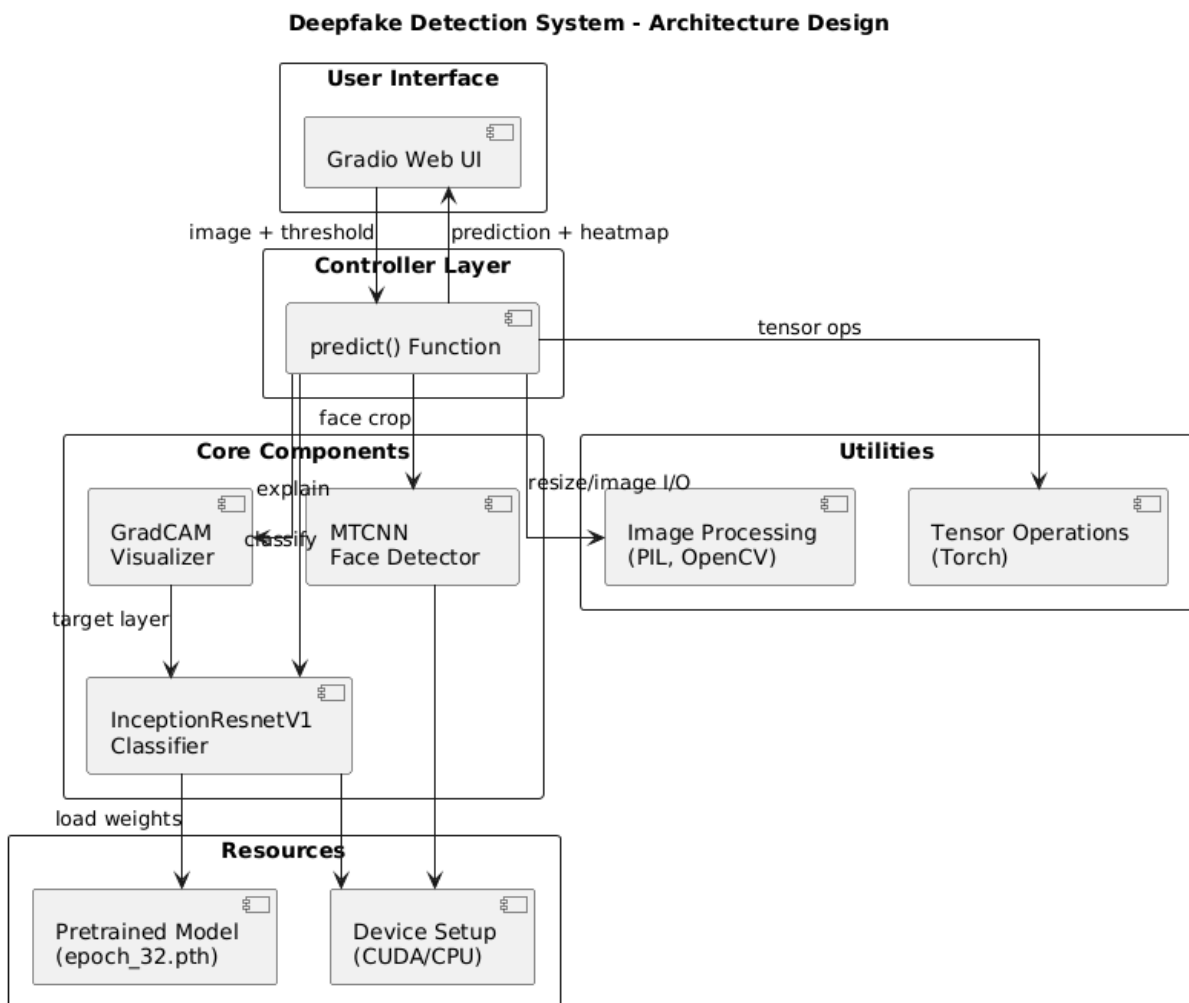 Deepfake Detection System - Architecture Design
User Interface
Gradio Web UI
image + threshold
prediction + heatmap
Controller Layer
predict() Function
tensor ops
face crop
Core Components
Utilities
explain
resize/image I/O
classify
GradCAM
Visualizer
MTCNN
Face Detector
Image Processing
(PIL, OpenCV)
Tensor Operations
(Torch)
target layer
InceptionResnetV1
Classifier
load weights
Resources
Pretrained Model
(epoch_32.pth)
Device Setup
(CUDA/CPU)